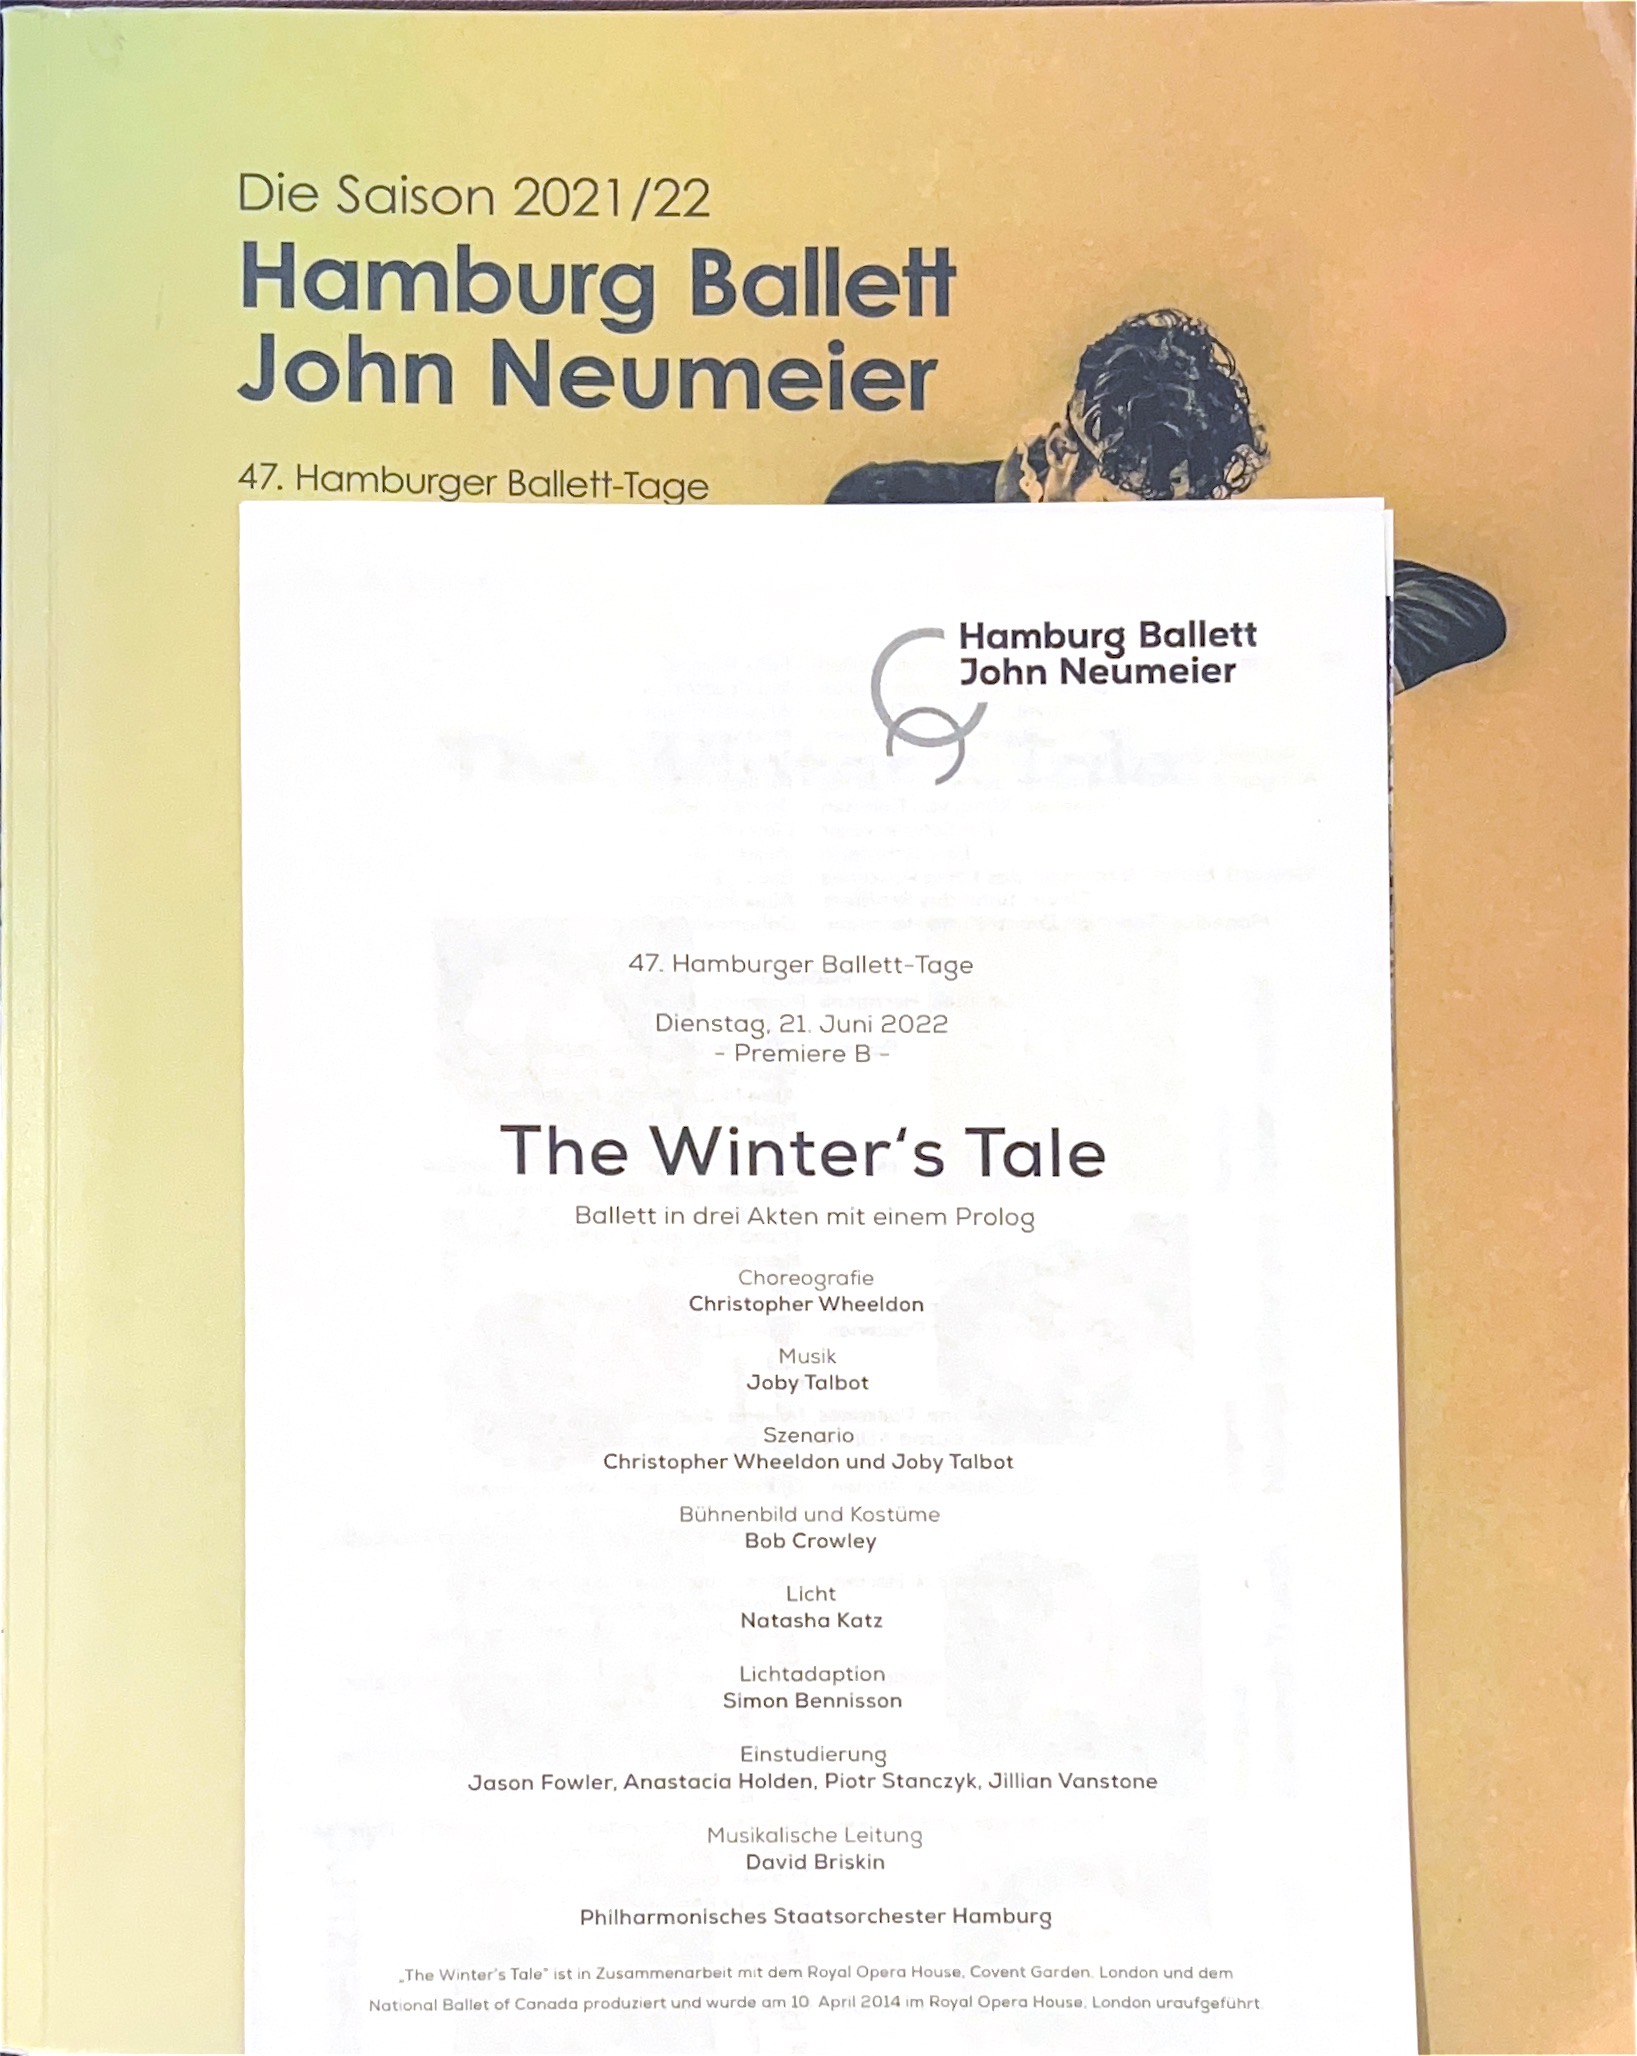 Die Saison 2021/22
Hamburg Ballett
John Neumeier
47. Hamburger Ballett-Tage
Hamburg Ballett
John Neumeier
47. Hamburger Ballett-Tage
Dienstag, 21. Juni 2022
- Premiere B -
The Winter‘s Tale
Ballett in drei Akten mit einem Prolog
Choreografie
Christopher Wheeldon
Musik
Joby Talbot
Szenario
Christopher Wheeldon und Joby Talbot
Bühnenbild und Kostüme
Bob Crowley
Licht
Natasha Katz
Lichtadaption
Simon Bennisson
Einstudierung
Jason Fowler, Anastacia Holden, Piotr Stanczyk, Jillian Vanstone
Musikalische Leitung
David Briskin
Philharmonisches Staatsorchester Hamburg
„The Winter's Tale“ ist in Zusammenarbeit mit dem Royal Opera House, Covent Garden, London und dem
National Ballet of Canada produziert und wurde am 10. April 2014 im Royal Opera House, London uraufgeführt.